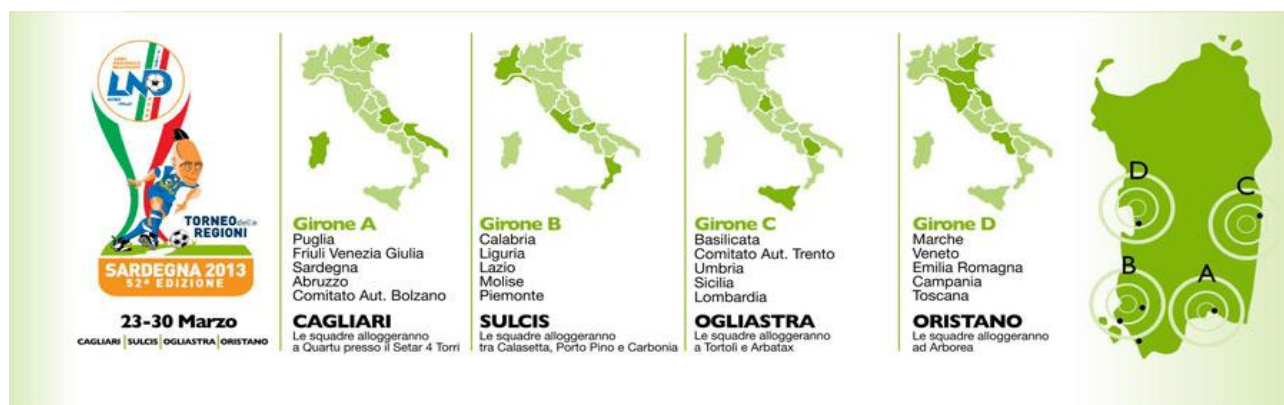 LND
TORNEO delle
REGIONI
SARDEGNA 2013
52ª EDIZIONE
23-30 Marzo
CAGLIARI | SULCIS | OGLIASTRA | ORISTANO
Girone A
Puglia
Friuli Venezia Giulia
Sardegna
Abruzzo
Comitato Aut. Bolzano
CAGLIARI
Le squadre alloggeranno
a Quartu presso il Setar 4 Torri
Girone B
Calabria
Liguria
Lazio
Molise
Piemonte
SULCIS
Le squadre alloggeranno
tra Calasetta, Porto Pino e Carbonia
Girone C
Basilicata
Comitato Aut. Trento
Umbria
Sicilia
Lombardia
OGLIASTRA
Le squadre alloggeranno
a Tortolì e Arbatax
Girone D
Marche
Veneto
Emilia Romagna
Campania
Toscana
ORISTANO
Le squadre alloggeranno
ad Arborea
D
C
B
A